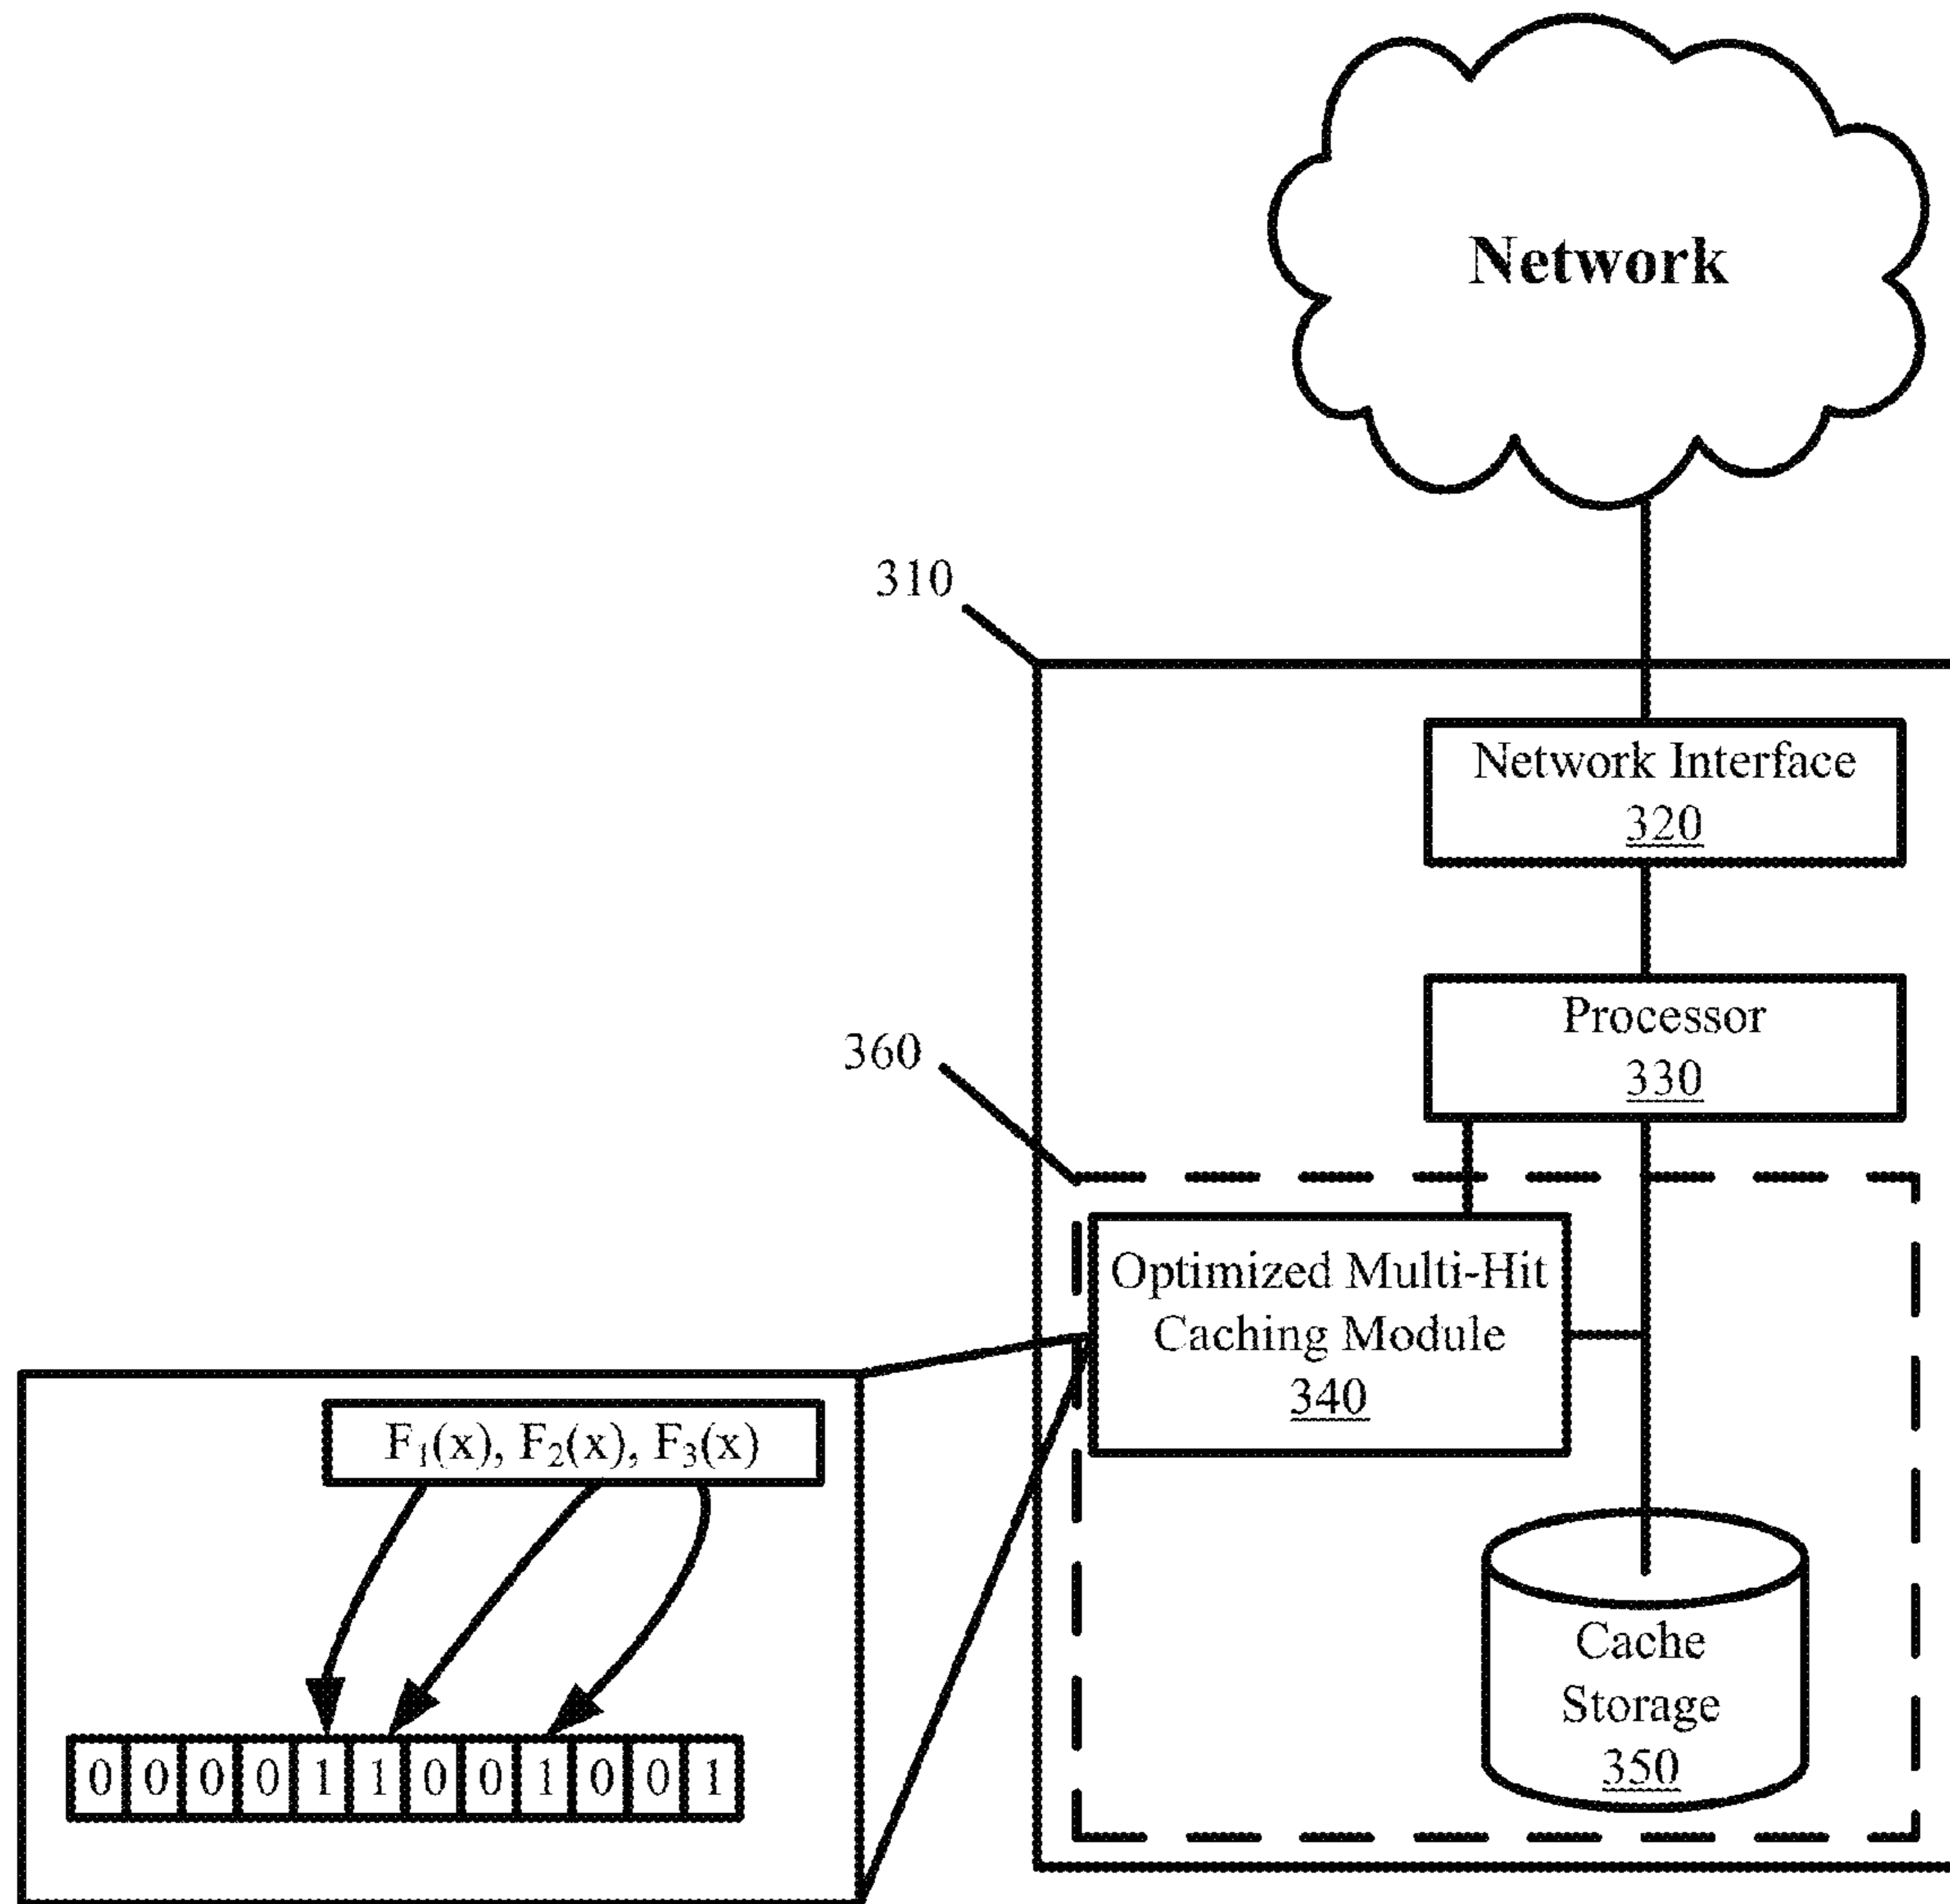 Network
310
Network Interface
320
Processor
330
360
Optimized Multi-Hit
Caching Module
340
F₁(x), F₂(x), F₃(x)
Cache
Storage
350
0 0 0 0 1 1 0 0 1 0 0 1